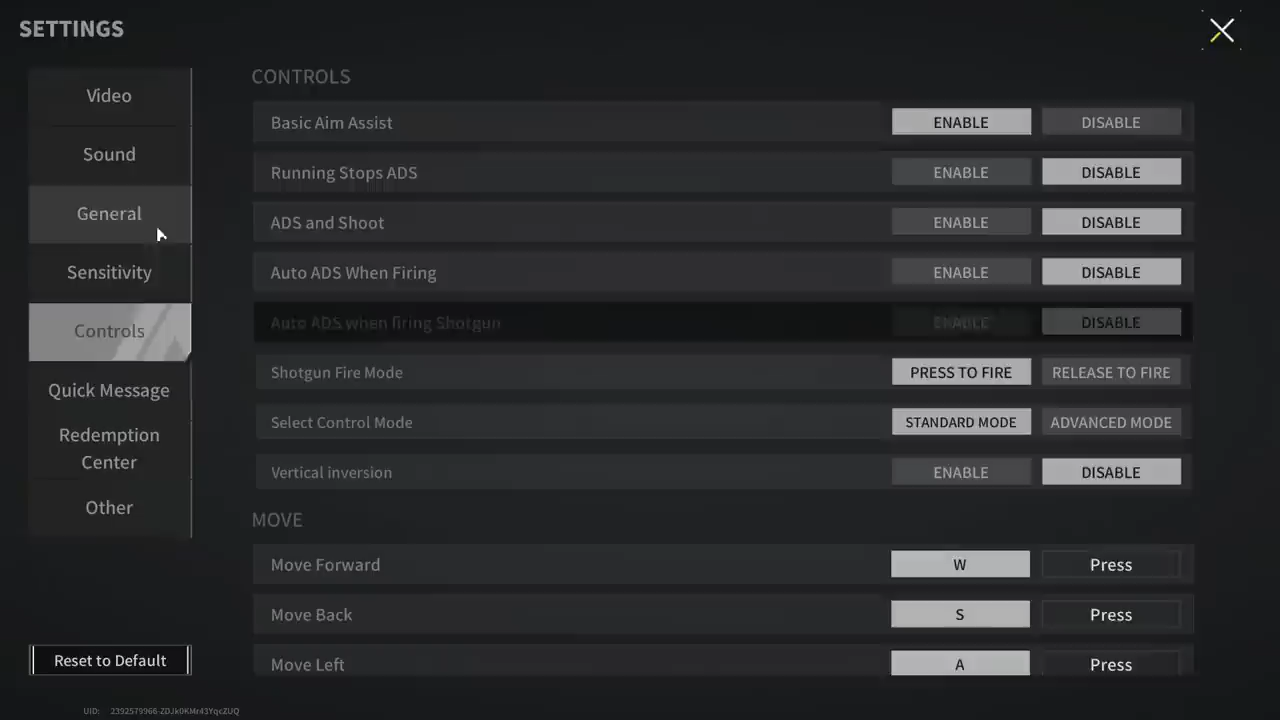 SETTINGS
Video
Sound
General
Sensitivity
Controls
Quick Message
Redemption
Center
Other
Reset to Default
CONTROLS
Basic Aim Assist ENABLE DISABLE
Running Stops ADS ENABLE DISABLE
ADS and Shoot ENABLE DISABLE
Auto ADS When Firing ENABLE DISABLE
Auto ADS when firing Shotgun ENABLE DISABLE
Shotgun Fire Mode PRESS TO FIRE RELEASE TO FIRE
Select Control Mode STANDARD MODE ADVANCED MODE
Vertical inversion ENABLE DISABLE
MOVE
Move Forward W Press
Move Back S Press
Move Left A Press
UID: